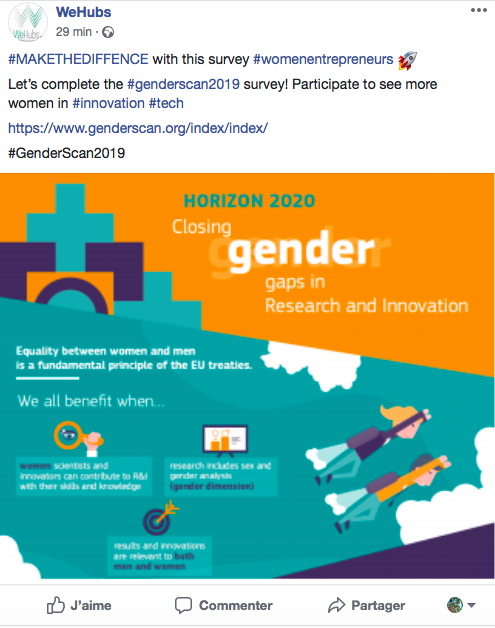 WeHubs
WeHubs
29 min ·
#MAKETHEDIFFENCE with this survey #womenentrepreneurs
Let's complete the #genderscan2019 survey! Participate to see more
women in #innovation #tech
https://www.genderscan.org/index/index/
#GenderScan2019
HORIZON 2020
Closing
gender
gaps in
Research and Innovation
Equality between women and men
is a fundamental principle of the EU treaties.
We all benefit when...
women scientists and
innovators can contribute to R&I
with their skills and knowledge
research includes sex and
gender analysis
(gender dimension)
results and innovations
are relevant to both
men and women
J'aime
Commenter
Partager